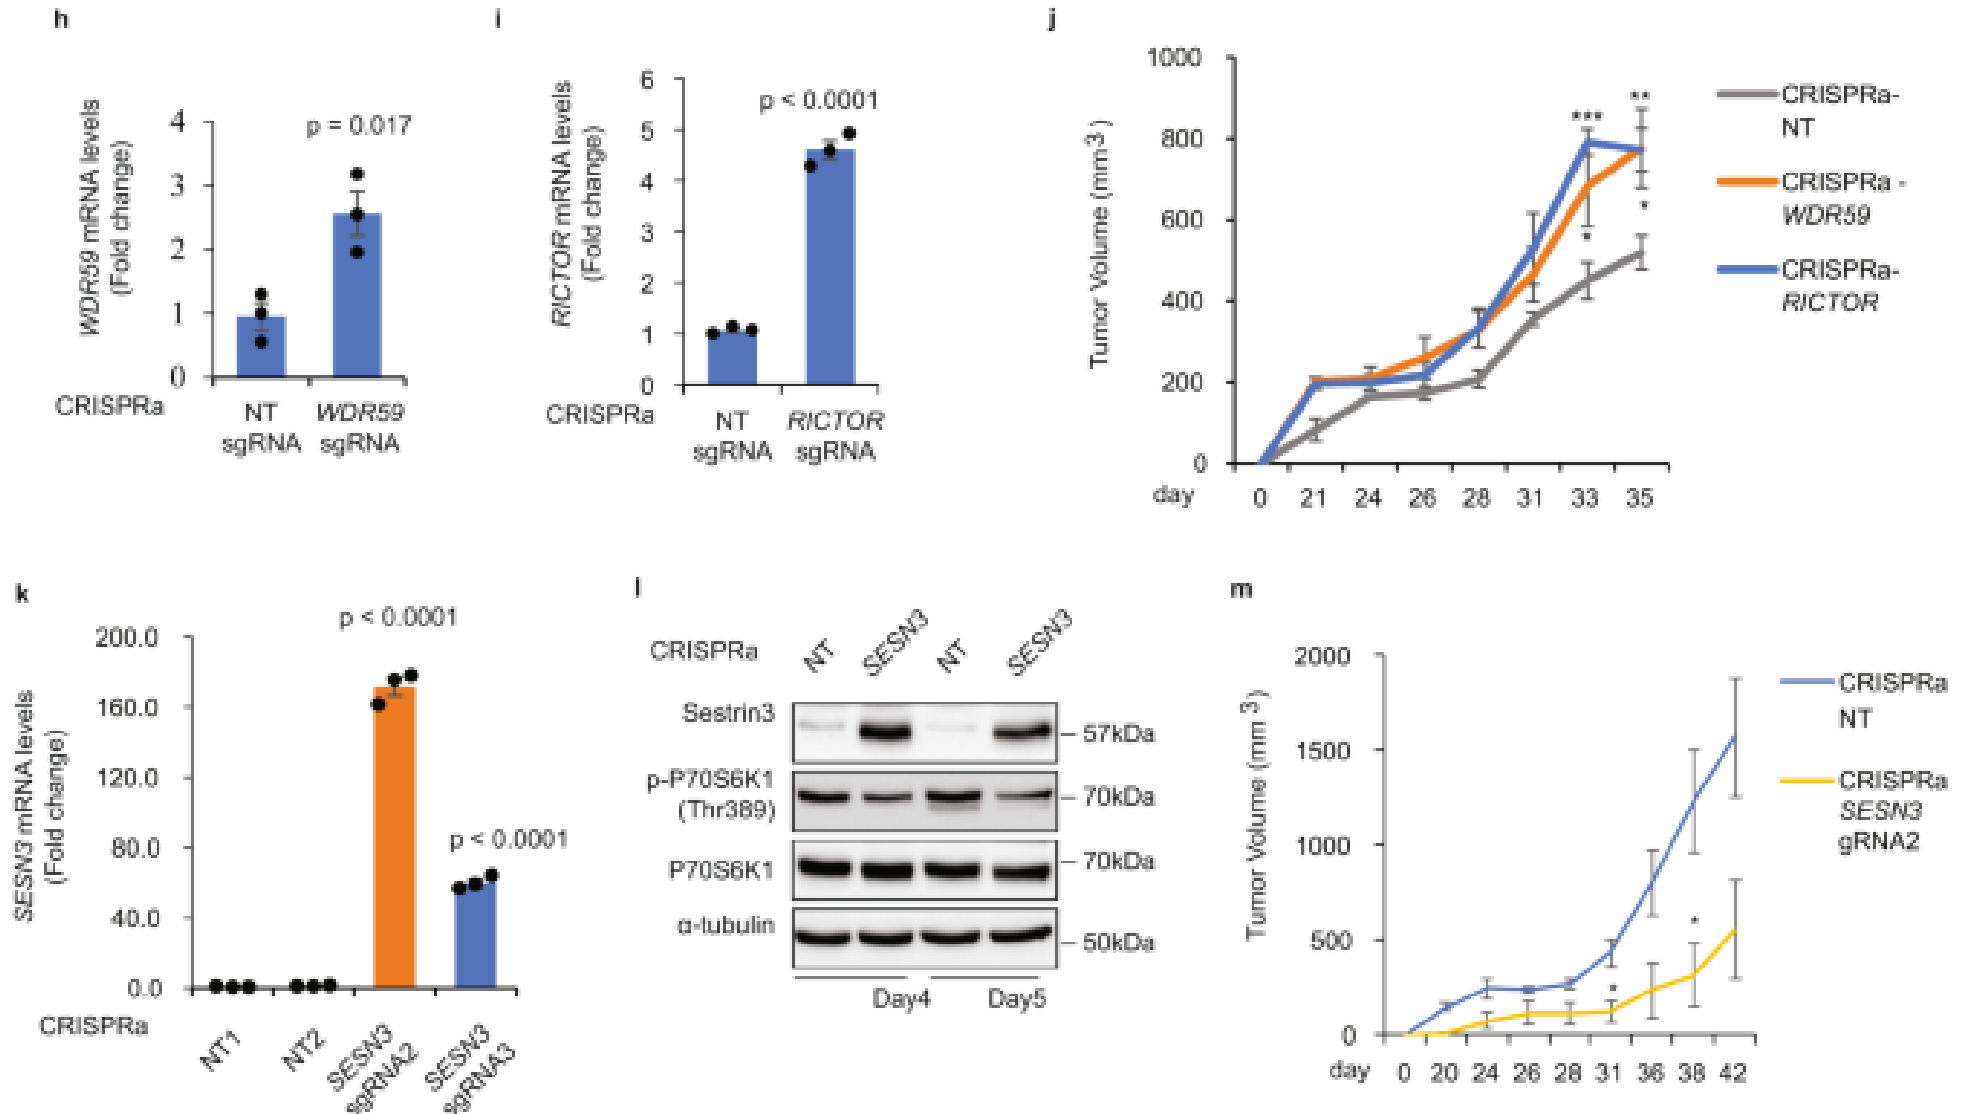 h
WDR59 mRNA levels
(Fold change)
4
3
2
1
0
p = 0.017
CRISPRa
NT
sgRNA
WDR59
sgRNA
i
RICTOR mRNA levels
(Fold change)
6
5
4
3
2
1
0
p < 0.0001
CRISPRa
NT
sgRNA
RICTOR
sgRNA
j
Tumor Volume (mm3)
1000
800
600
400
200
0
***
**
*
*
day 0 21 24 26 28 31 33 35
CRISPRa-
NT
CRISPRa -
WDR59
CRISPRa-
RICTOR
k
SESN3 mRNA levels
(Fold change)
200.0
160.0
120.0
80.0
40.0
0.0
p < 0.0001
p < 0.0001
CRISPRa
NT1
NT2
SESN3
sgRNA2
SESN3
sgRNA3
l
CRISPRa NT SESN3 NT SESN3
Sestrin3
57kDa
p-P70S6K1
(Thr389)
70kDa
P70S6K1
70kDa
α-tubulin
50kDa
Day4 Day5
m
Tumor Volume (mm3)
2000
1500
1000
500
0
*
*
day 0 20 24 26 28 31 36 38 42
CRISPRa
NT
CRISPRa
SESN3
gRNA2